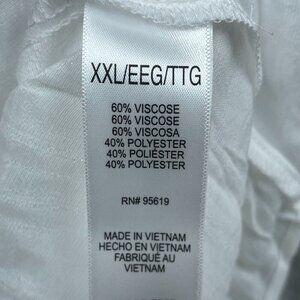 XXL/EEG/TTG
60% VISCOSE
60% VISCOSE
60% VISCOSA
40% POLYESTER
40% POLIÉSTER
40% POLYESTER
RN# 95619
MADE IN VIETNAM
HECHO EN VIETNAM
FABRIQUÉ AU
VIETNAM